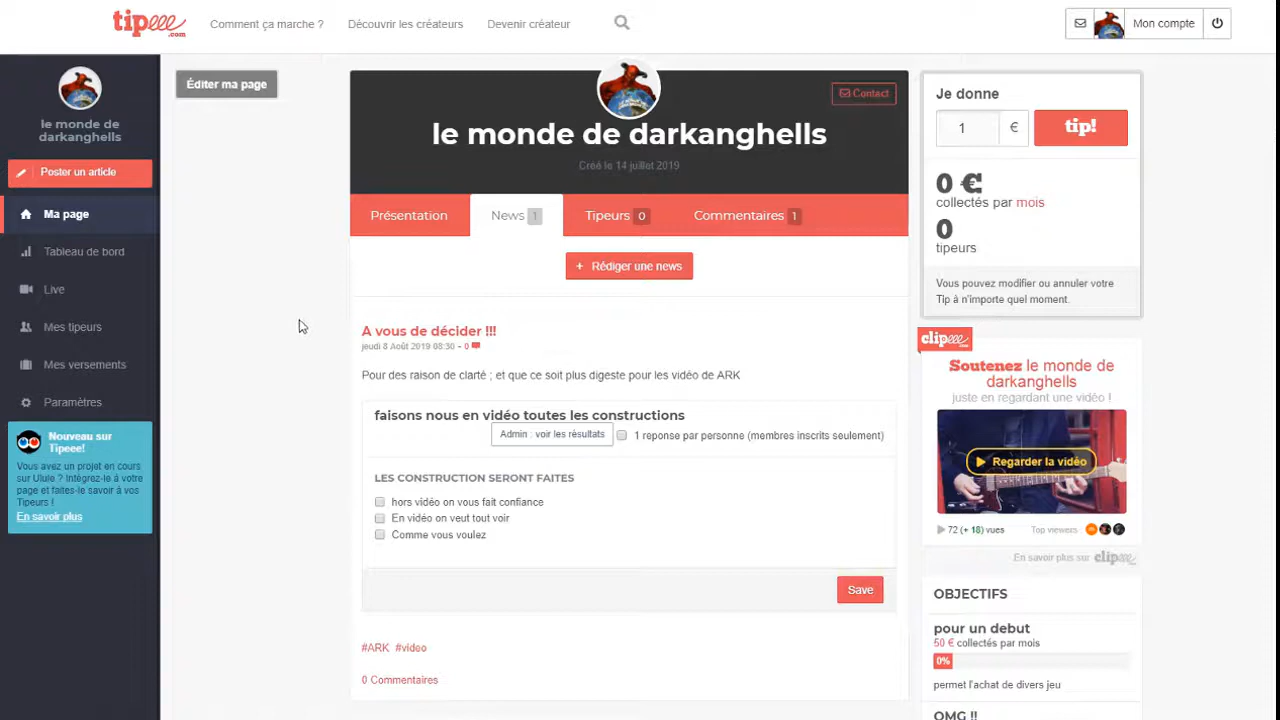 tipeee.com
Comment ça marche ?
Découvrir les créateurs
Devenir créateur
Mon compte
le monde de
darkanghells
Poster un article
Ma page
Tableau de bord
Live
Mes tipeurs
Mes versements
Paramètres
Nouveau sur
Tipeee!
Vous avez un projet en cours
sur Ulule ? Intégrez-le à votre
page et faites-le savoir à vos
Tipeurs !
En savoir plus
Éditer ma page
Contact
le monde de darkanghells
Créé le 14 juillet 2019
Présentation
News 1
Tipeurs 0
Commentaires 1
+ Rédiger une news
A vous de décider !!!
jeudi 8 Août 2019 08:30 - 0
Pour des raison de clarté ; et que ce soit plus digeste pour les vidéo de ARK
faisons nous en vidéo toutes les constructions
Admin : voir les résultats
1 reponse par personne (membres inscrits seulement)
LES CONSTRUCTION SERONT FAITES
hors vidéo on vous fait confiance
En vidéo on veut tout voir
Comme vous voulez
Save
#ARK #video
0 Commentaires
Je donne
1 €
tip!
0 €
collectés par mois
0
tipeurs
Vous pouvez modifier ou annuler votre
Tip à n'importe quel moment.
clipeee.com
Soutenez le monde de
darkanghells
juste en regardant une vidéo !
Regarder la vidéo
72 (+ 18) vues
Top viewers
En savoir plus sur clipeee.com
OBJECTIFS
pour un debut
50 € collectés par mois
0%
permet l'achat de divers jeu
OMG !!